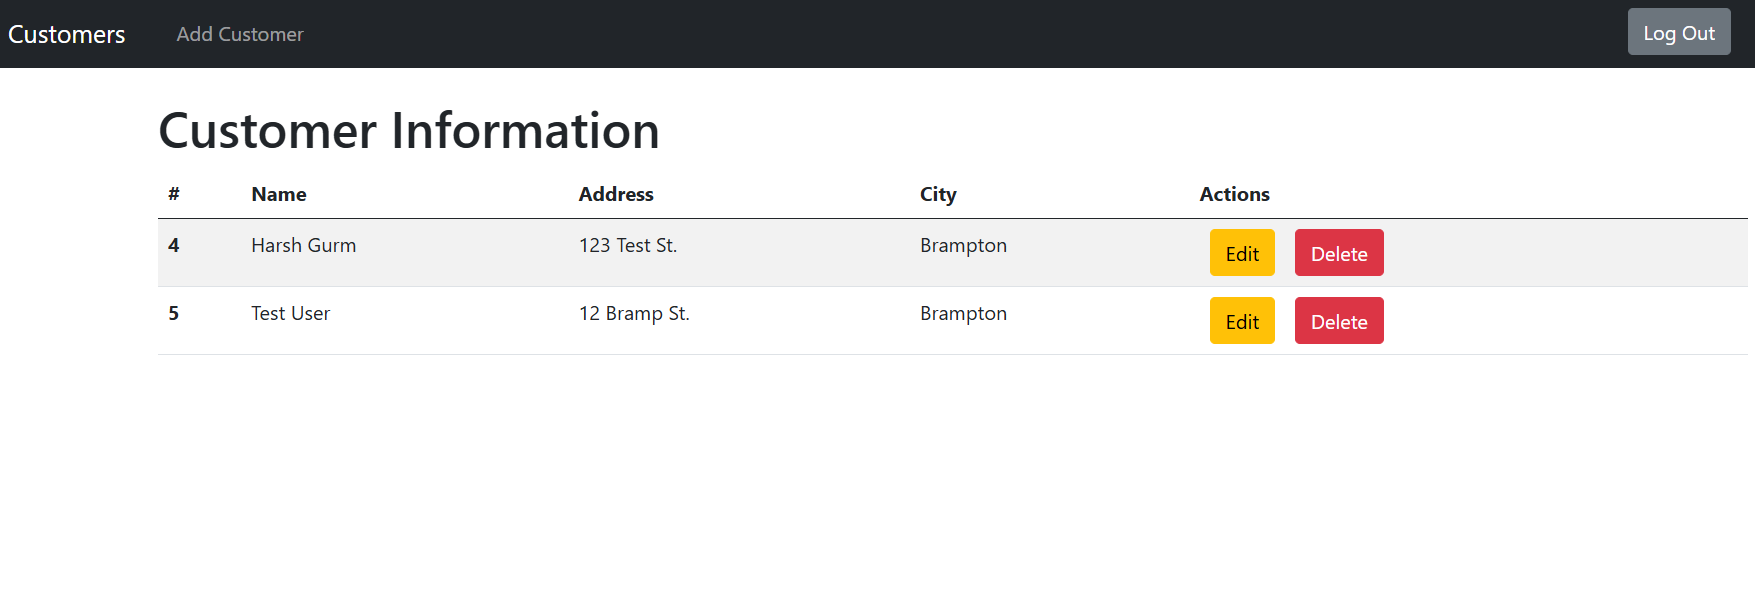 Customers Add Customer Log Out
Customer Information
# Name Address City Actions
4 Harsh Gurm 123 Test St. Brampton Edit Delete
5 Test User 12 Bramp St. Brampton Edit Delete